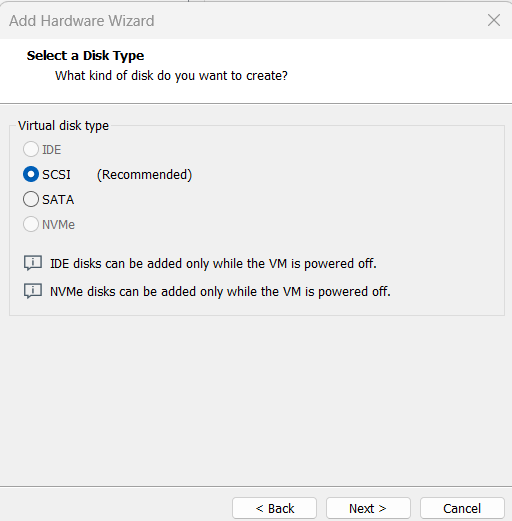 Add Hardware Wizard
Select a Disk Type
What kind of disk do you want to create?
Virtual disk type
IDE
SCSI (Recommended)
SATA
NVMe
IDE disks can be added only while the VM is powered off.
NVMe disks can be added only while the VM is powered off.
< Back Next > Cancel